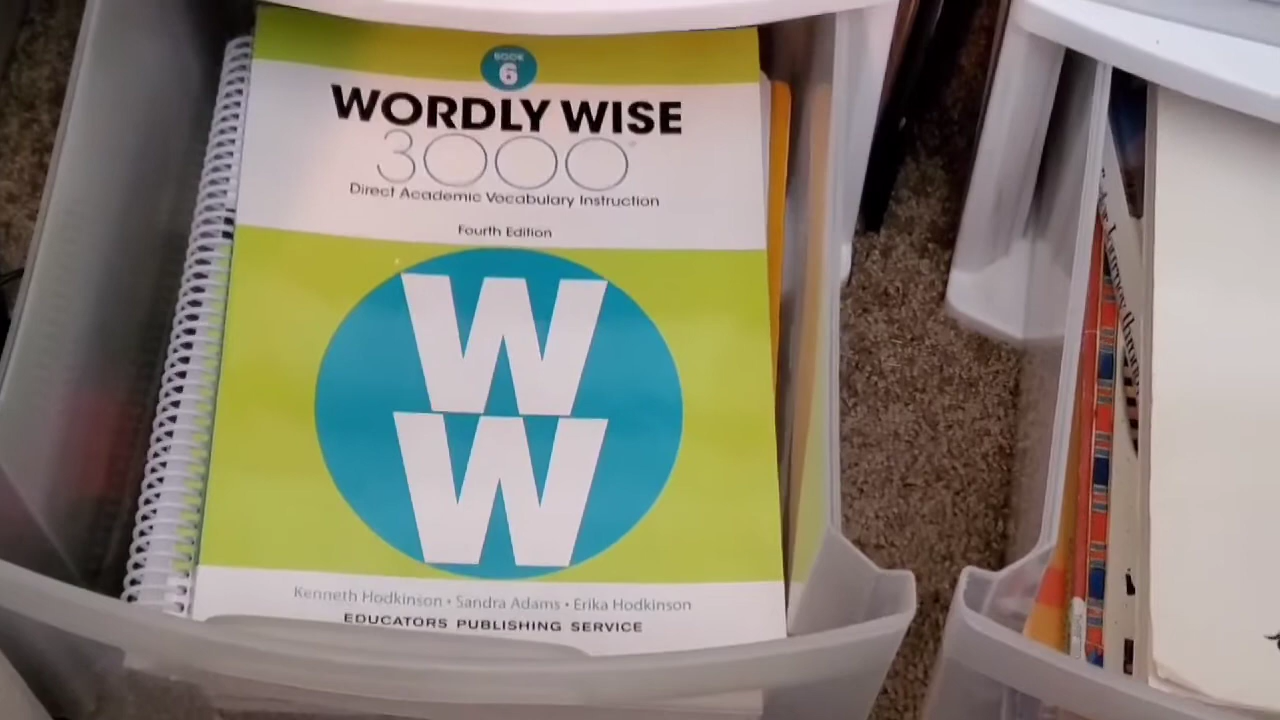 BOOK
6
WORDLY WISE
3000®
Direct Academic Vocabulary Instruction
Fourth Edition
W
W
Kenneth Hodkinson • Sandra Adams • Erika Hodkinson
EDUCATORS PUBLISHING SERVICE